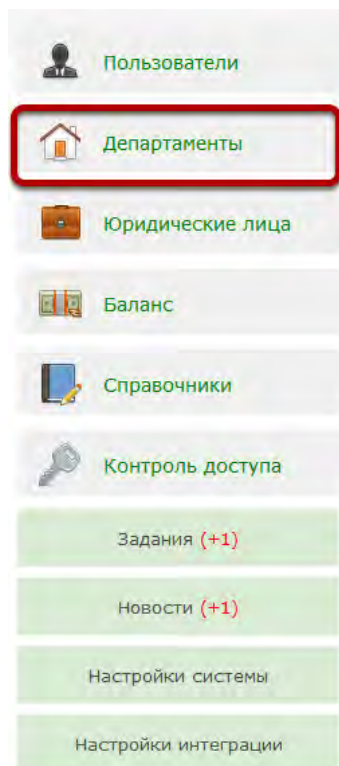 Пользователи
Департаменты
Юридические лица
Баланс
Справочники
Контроль доступа
Задания (+1)
Новости (+1)
Настройки системы
Настройки интеграции